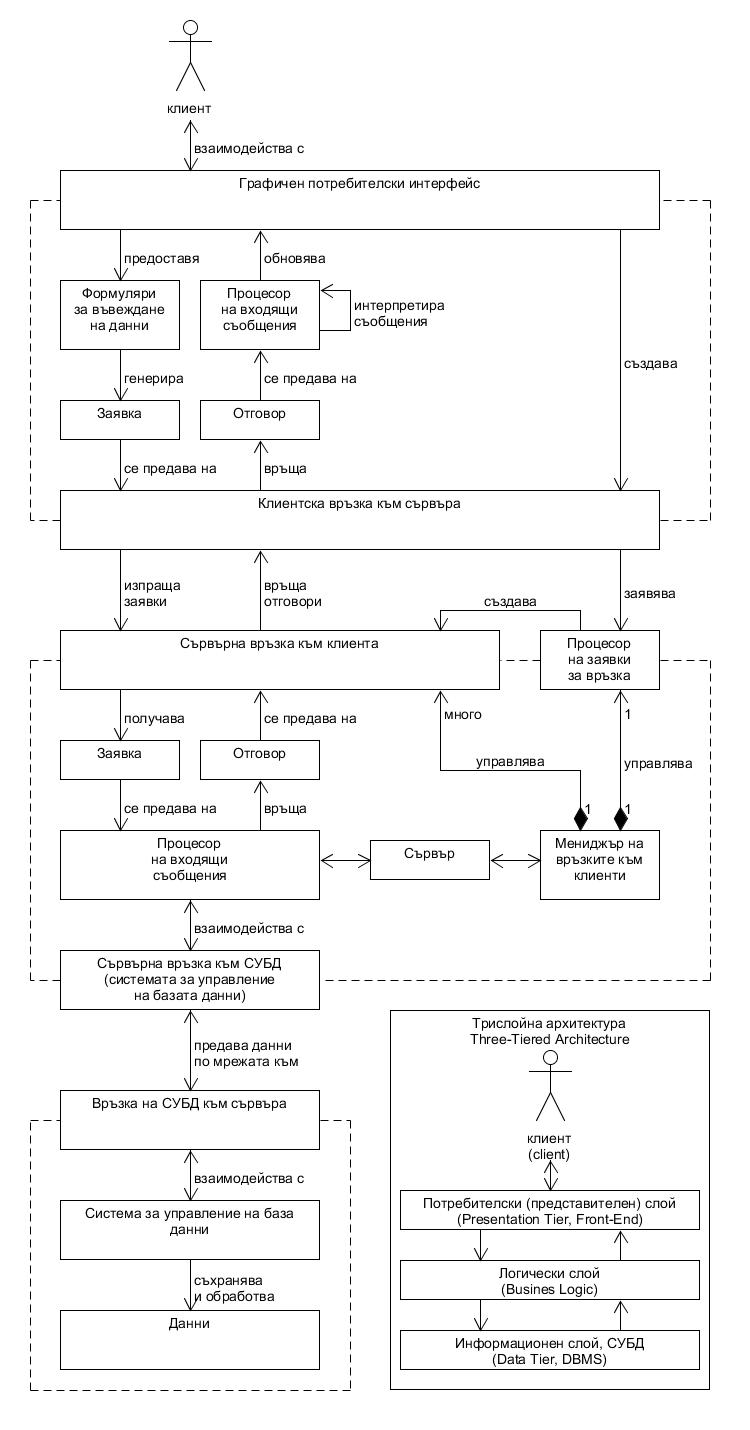 клиент
взаимодейства с
Графичен потребителски интерфейс
предоставя
обновява
Формуляри
за въвеждане
на данни
Процесор
на входящи
съобщения
интерпретира
съобщения
създава
генерира
се предава на
Заявка
Отговор
се предава на
връща
Клиентска връзка към сървъра
изпраща
заявки
връща
отговори
заявява
създава
Сървърна връзка към клиента
Процесор
на заявки
за връзка
получава
се предава на
много
1
Заявка
Отговор
управлява
управлява
се предава на
връща
1
1
Процесор
на входящи
съобщения
Сървър
Мениджър на
връзките към
клиенти
взаимодейства с
Сървърна връзка към СУБД
(системата за управление
на базата данни)
предава данни
по мрежата към
Връзка на СУБД към сървъра
взаимодейства с
Система за управление на база
данни
съхранява
и обработва
Данни
Трислойна архитектура
Three-Tiered Architecture
клиент
(client)
Потребителски (представителен) слой
(Presentation Tier, Front-End)
Логически слой
(Busines Logic)
Информационен слой, СУБД
(Data Tier, DBMS)